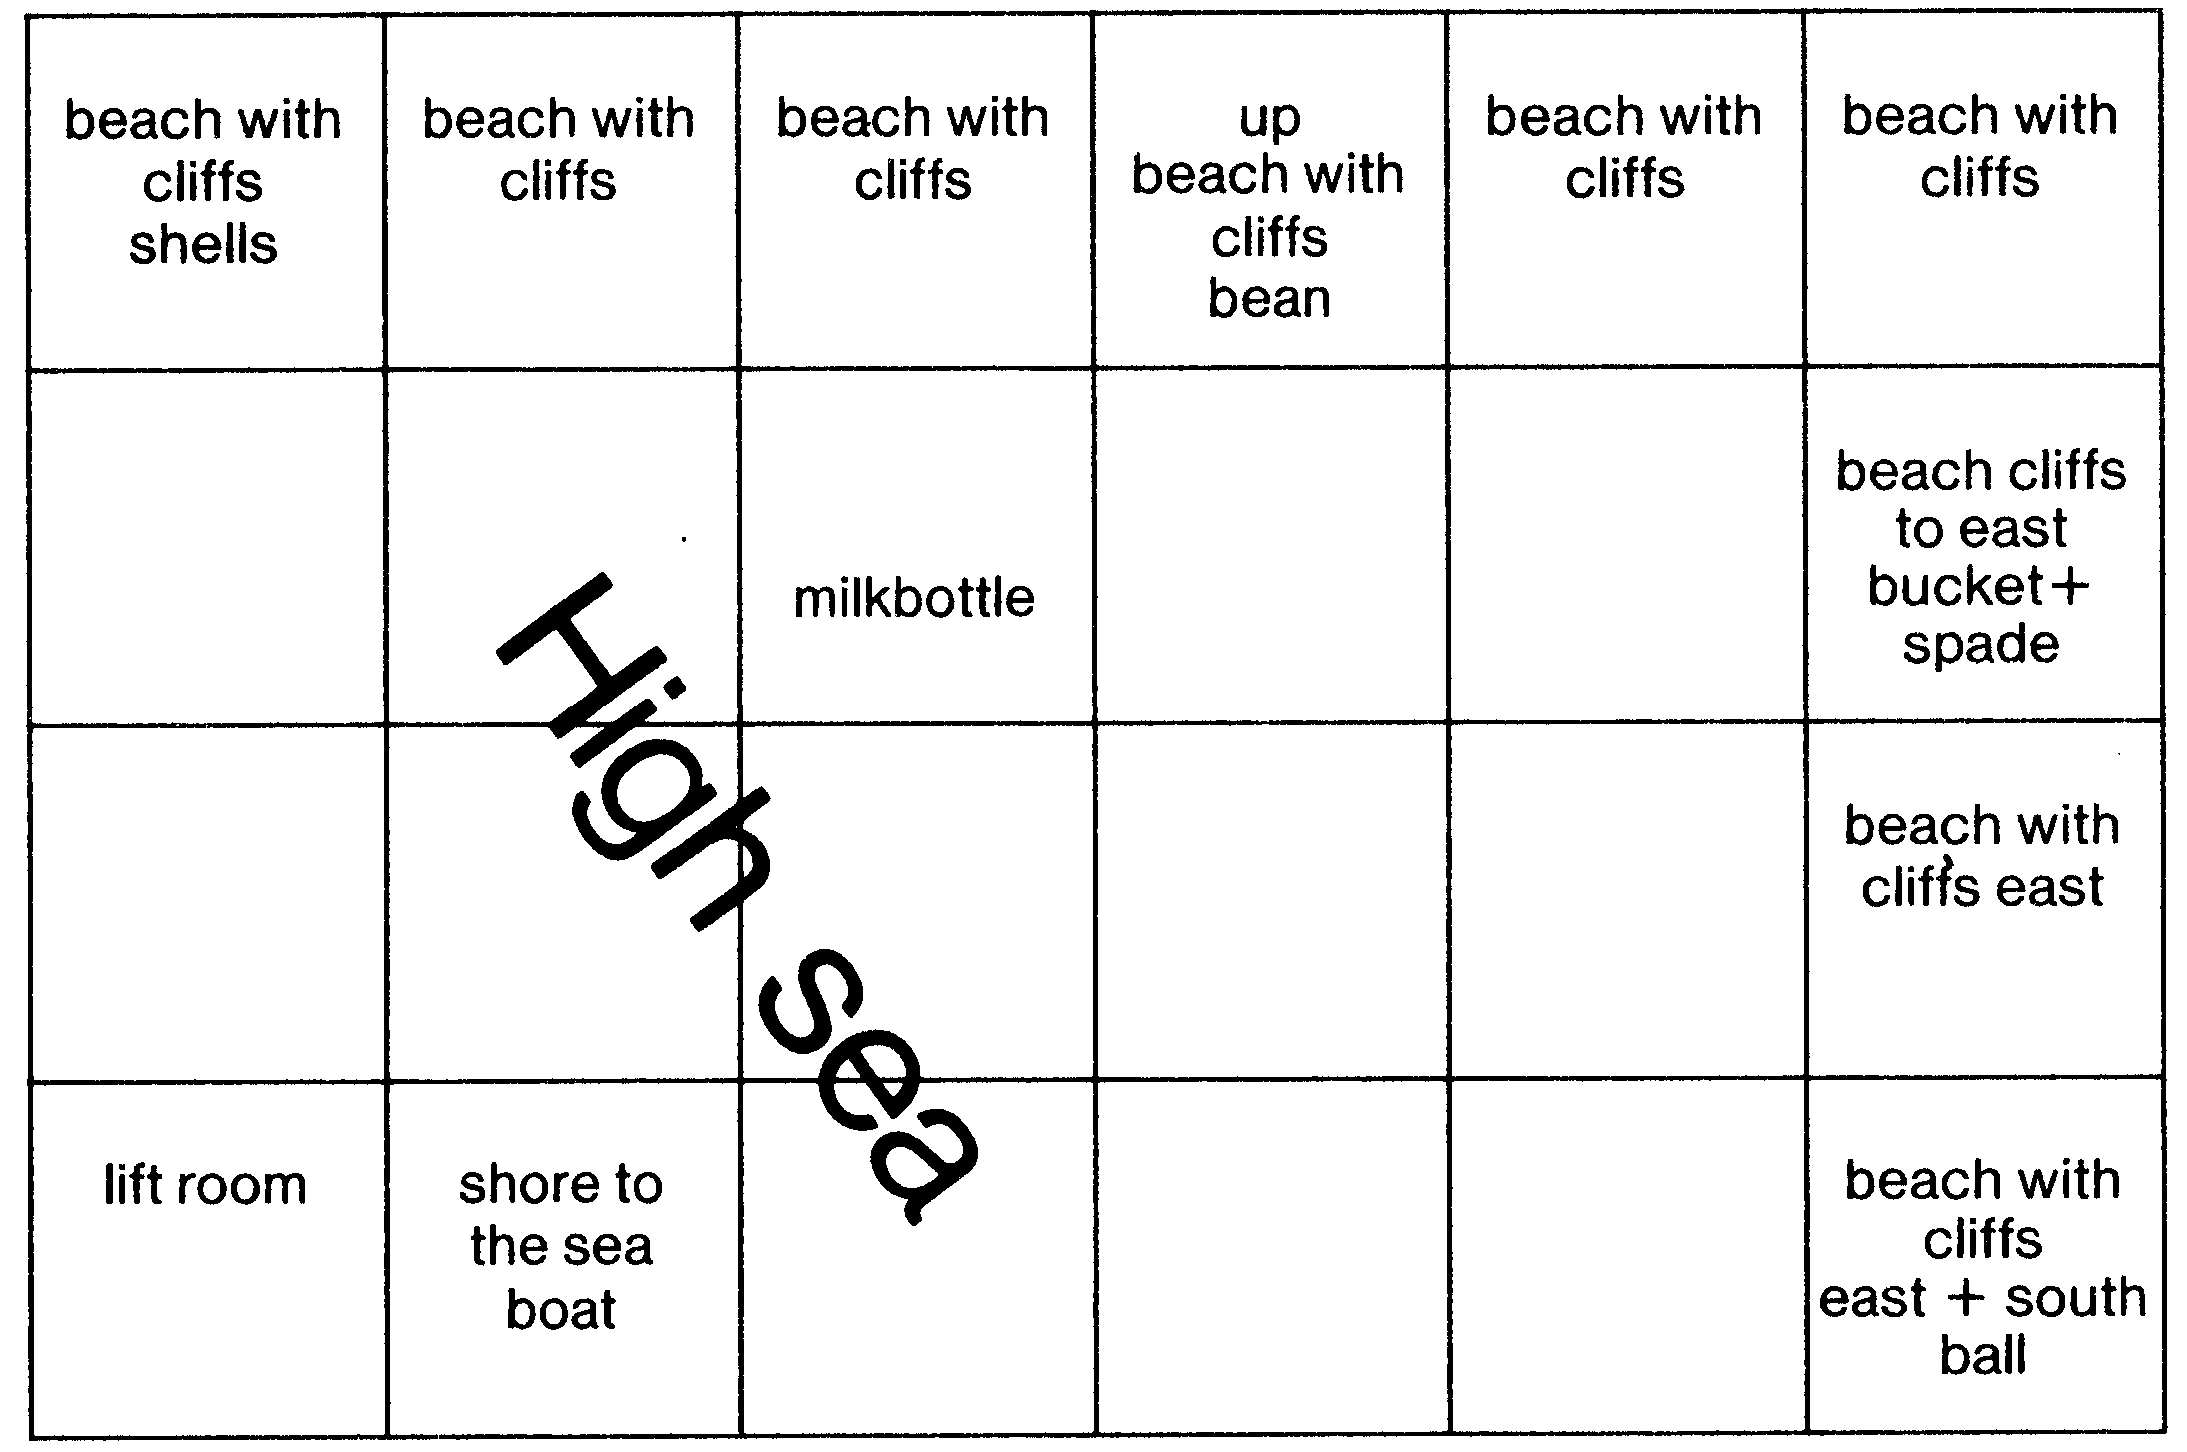 beach with
cliffs
shells
beach with
cliffs
beach with
cliffs
up
beach with
cliffs
bean
beach with
cliffs
beach with
cliffs
milkbottle
beach cliffs
to east
bucket+
spade
High sea
beach with
cliffs east
lift room
shore to
the sea
boat
beach with
cliffs
east + south
ball